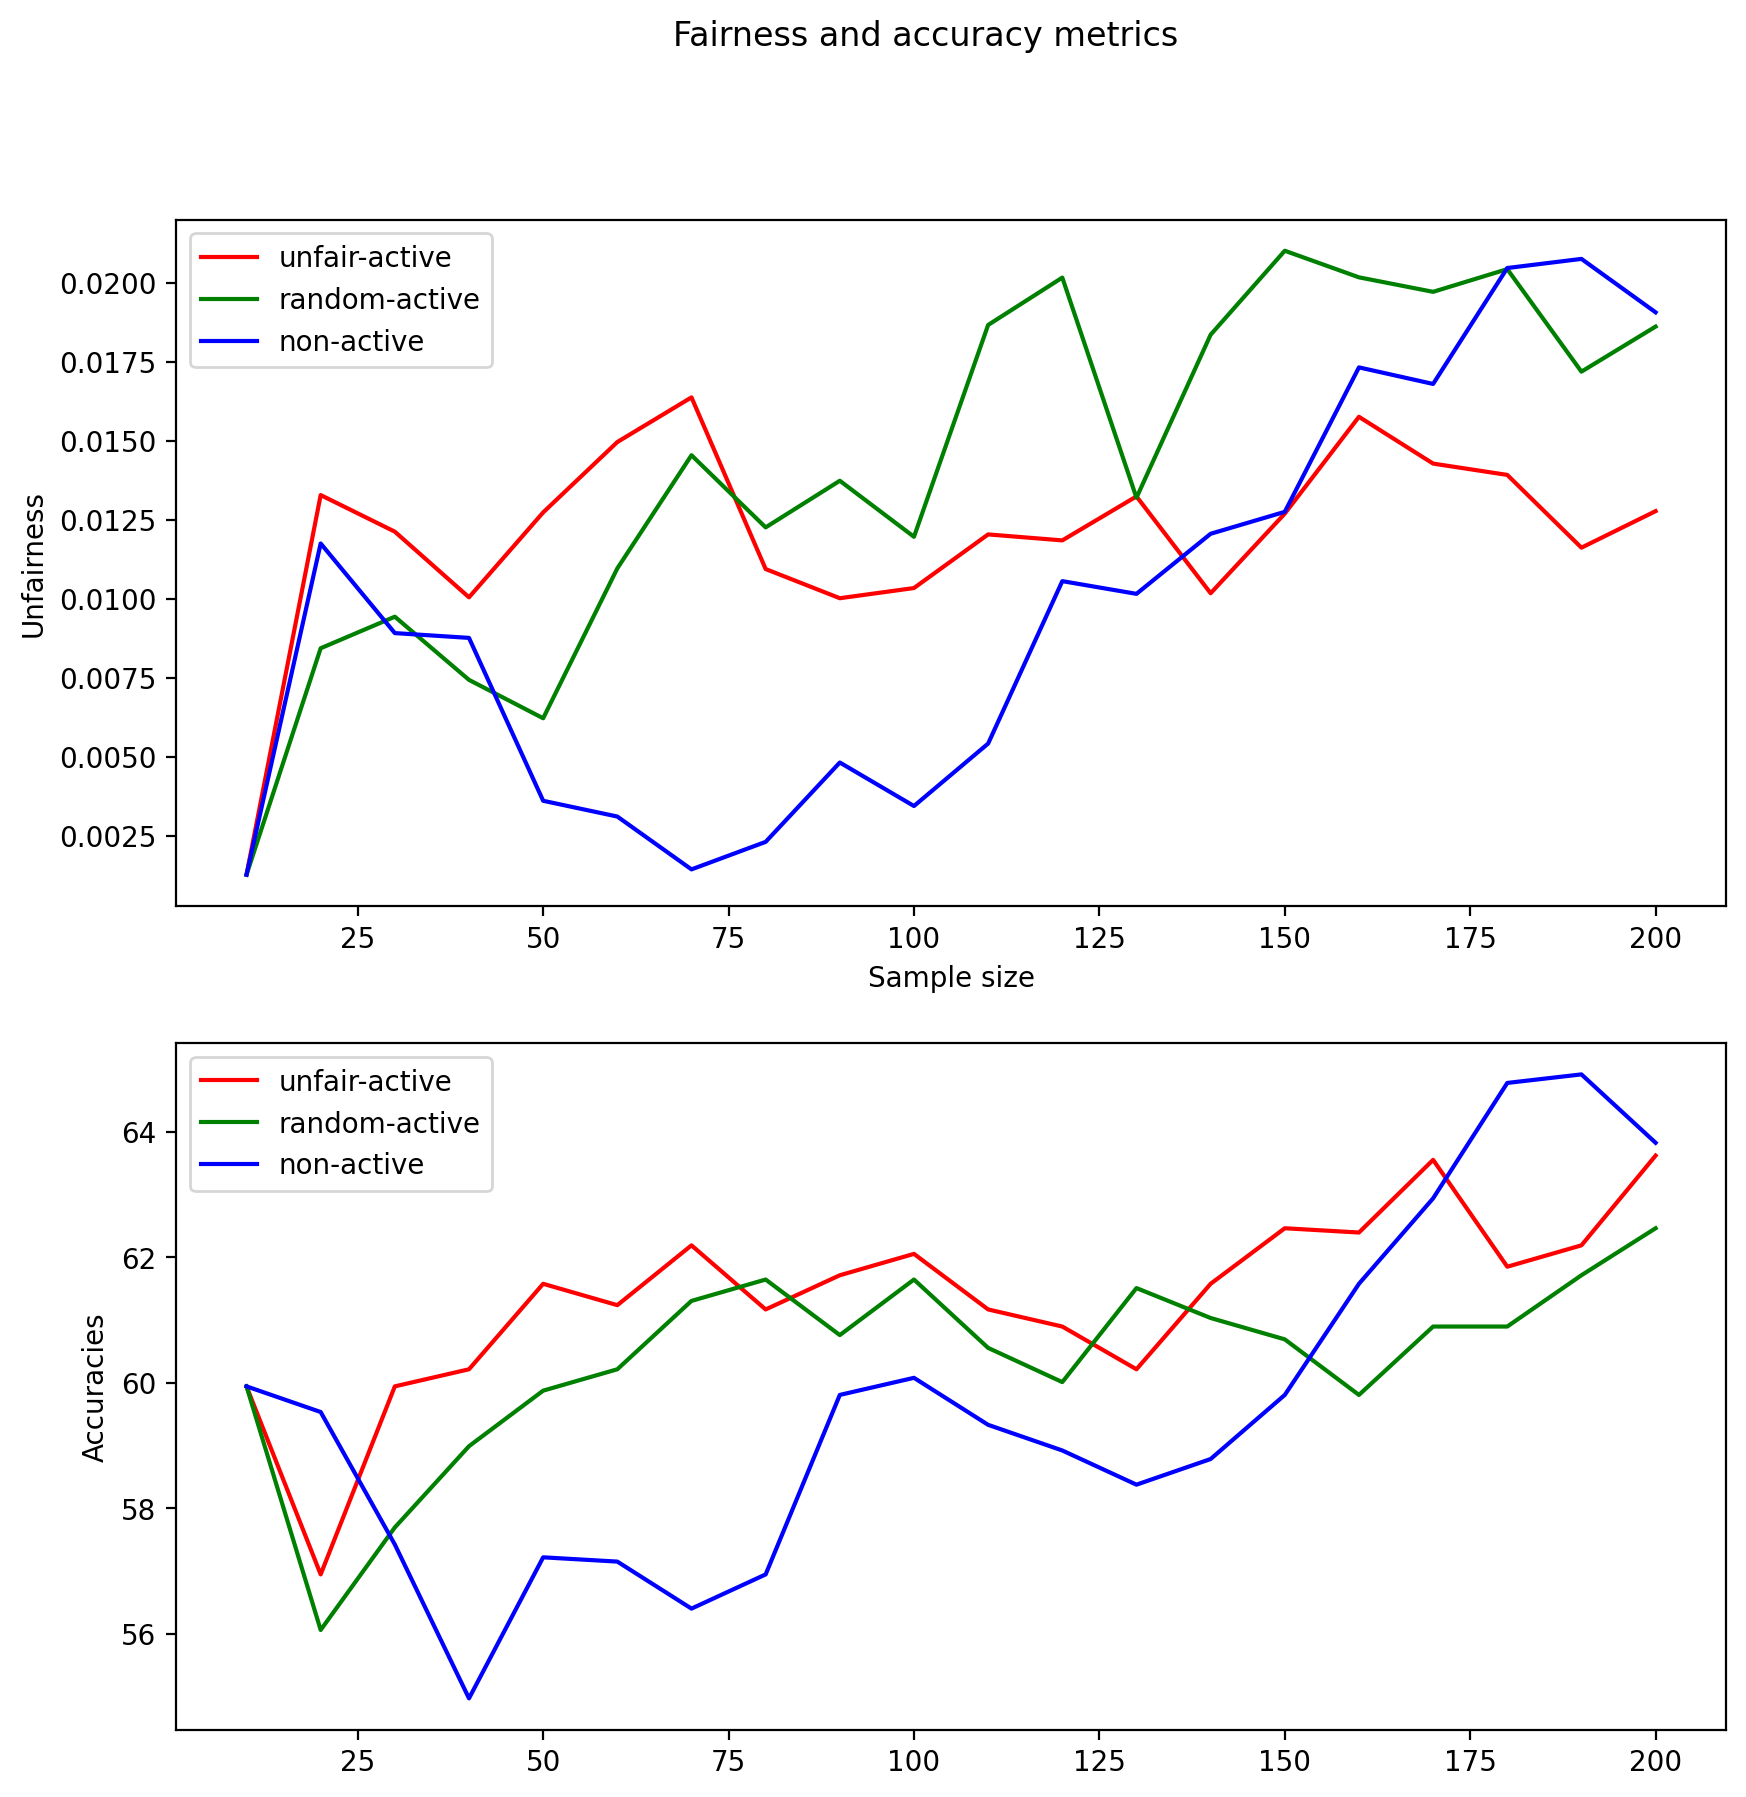 Fairness and accuracy metrics
unfair-active
random-active
non-active
0.0200
0.0175
0.0150
0.0125
0.0100
0.0075
0.0050
0.0025
Unfairness
25 50 75 100 125 150 175 200
Sample size
unfair-active
random-active
non-active
64
62
60
58
56
Accuracies
25 50 75 100 125 150 175 200